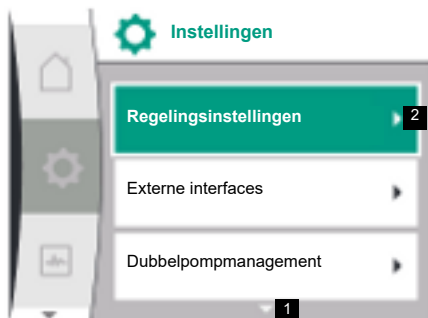 Instellingen
Regelingsinstellingen
2
Externe interfaces
Dubbelpompmanagement
1